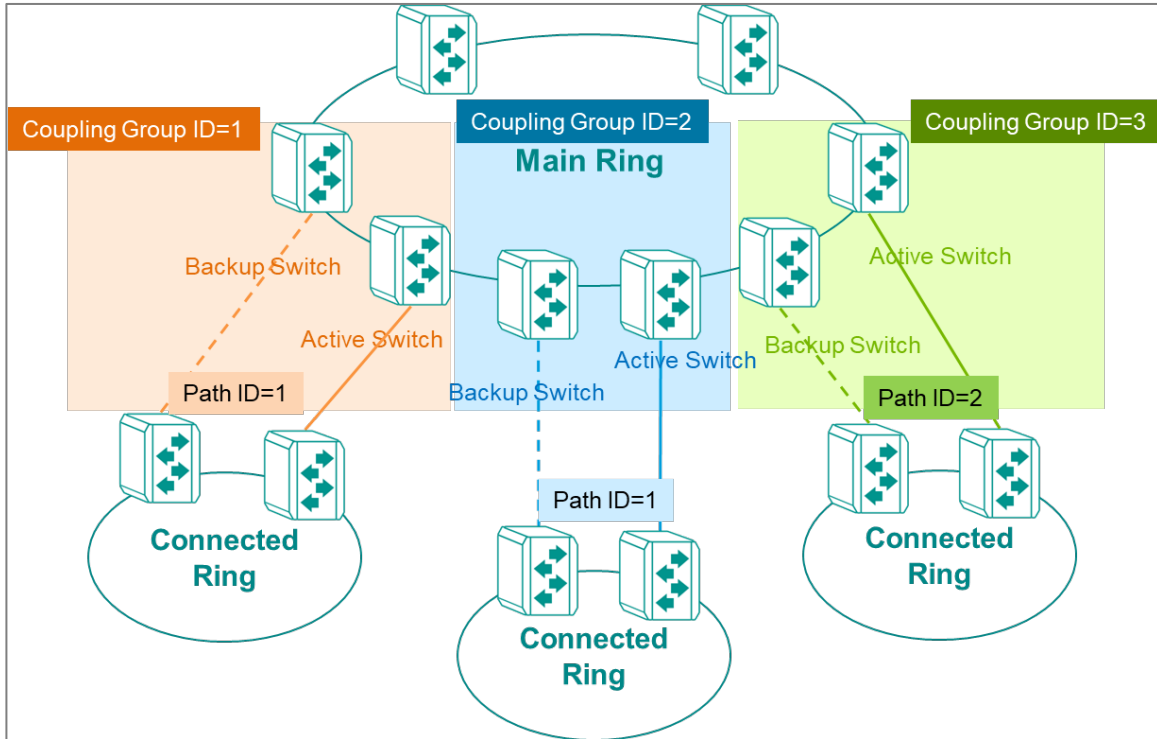 Coupling Group ID=1
Coupling Group ID=2
Coupling Group ID=3
Main Ring
Backup Switch
Active Switch
Active Switch
Backup Switch
Active Switch
Backup Switch
Path ID=1
Path ID=2
Path ID=1
Connected
Ring
Connected
Ring
Connected
Ring